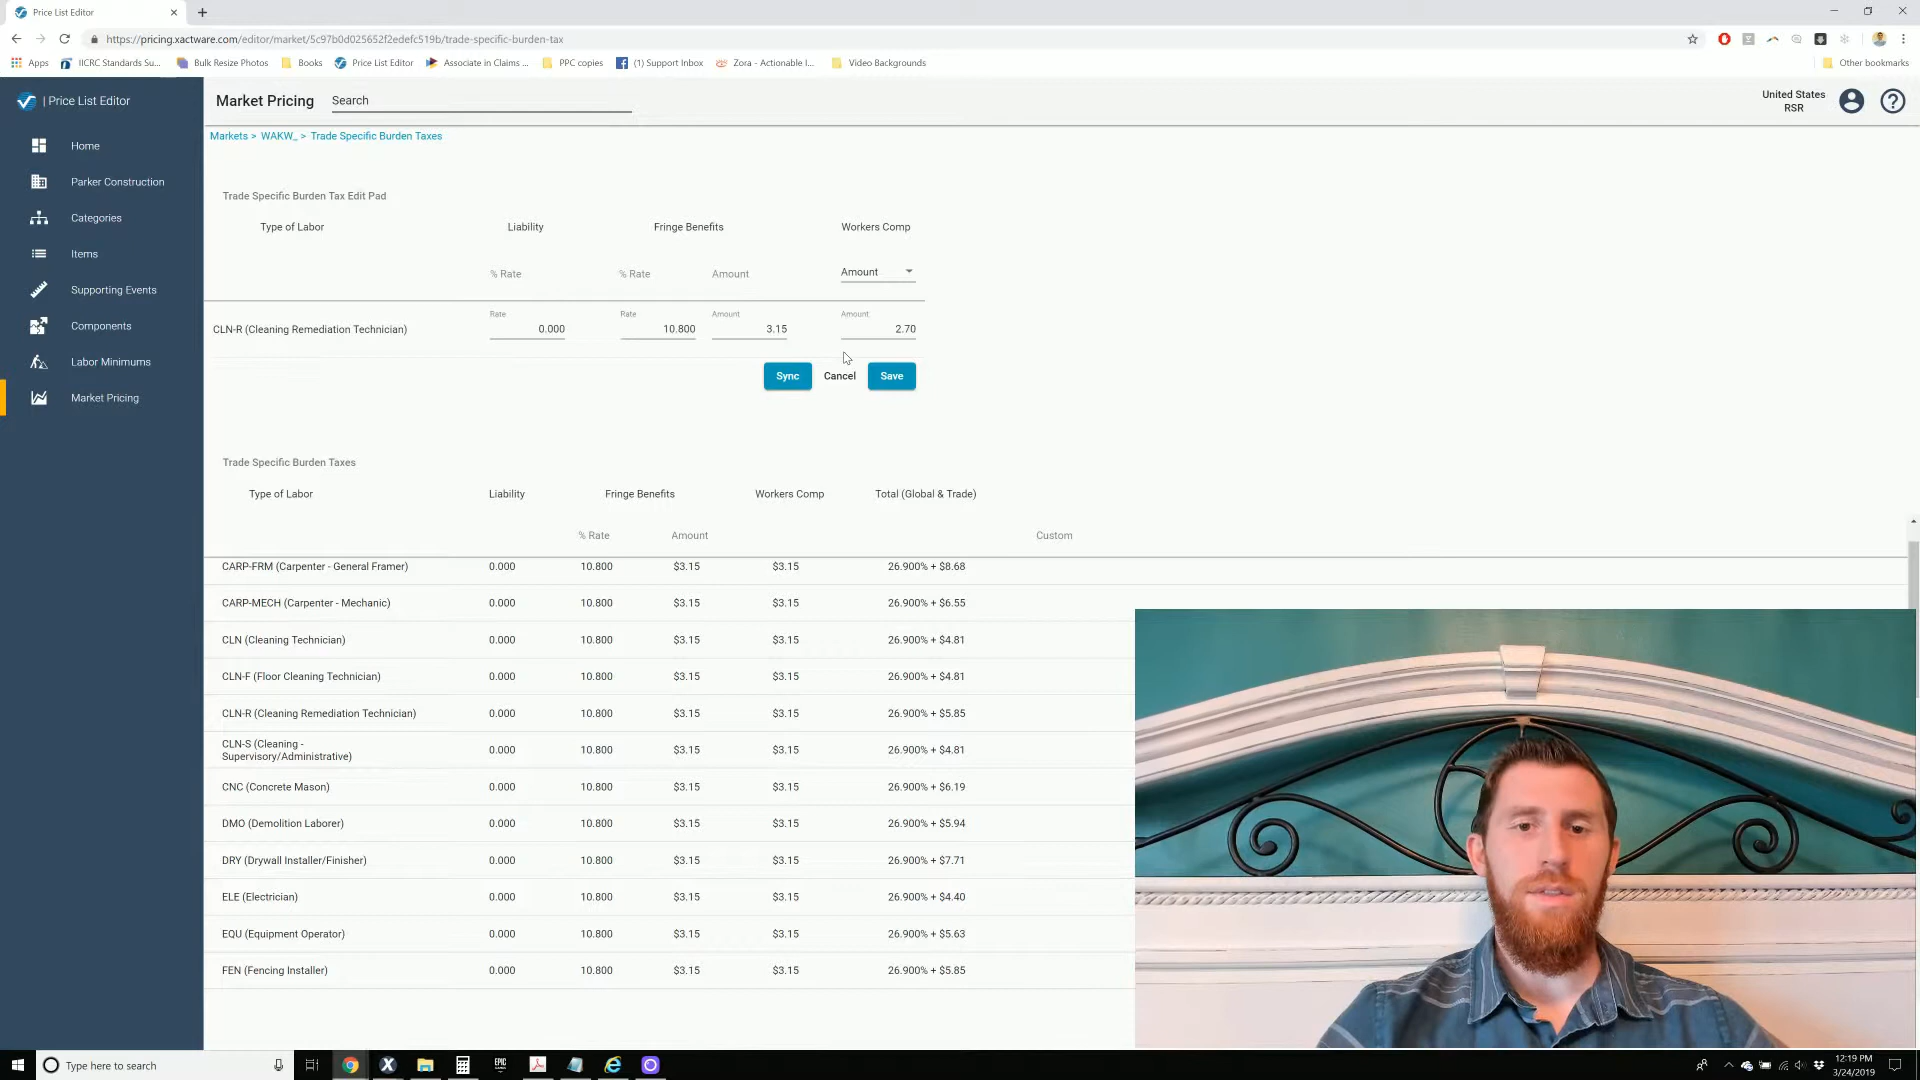 Price List Editor
https://pricing.xactware.com/editor/market/5c97b0d025652f2edefc519b/trade-specific-burden-tax
Apps
IICRC Standards Su...
Bulk Resize Photos
Books
Price List Editor
Associate in Claims ...
PPC copies
(1) Support Inbox
Zora - Actionable I...
Video Backgrounds
Other bookmarks
| Price List Editor
Market Pricing
Search
United States
RSR
Markets > WAKW_ > Trade Specific Burden Taxes
Home
Parker Construction
Categories
Items
Supporting Events
Components
Labor Minimums
Market Pricing
Trade Specific Burden Tax Edit Pad
Type of Labor Liability Fringe Benefits Workers Comp
% Rate % Rate Amount Amount
Rate Rate Amount Amount
CLN-R (Cleaning Remediation Technician) 0.000 10.800 3.15 2.70
Sync Cancel Save
Trade Specific Burden Taxes
Type of Labor Liability Fringe Benefits Workers Comp Total (Global & Trade)
% Rate Amount Custom
CARP-FRM (Carpenter - General Framer) 0.000 10.800 $3.15 $3.15 26.900% + $8.68
CARP-MECH (Carpenter - Mechanic) 0.000 10.800 $3.15 $3.15 26.900% + $6.55
CLN (Cleaning Technician) 0.000 10.800 $3.15 $3.15 26.900% + $4.81
CLN-F (Floor Cleaning Technician) 0.000 10.800 $3.15 $3.15 26.900% + $4.81
CLN-R (Cleaning Remediation Technician) 0.000 10.800 $3.15 $3.15 26.900% + $5.85
CLN-S (Cleaning -
Supervisory/Administrative) 0.000 10.800 $3.15 $3.15 26.900% + $4.81
CNC (Concrete Mason) 0.000 10.800 $3.15 $3.15 26.900% + $6.19
DMO (Demolition Laborer) 0.000 10.800 $3.15 $3.15 26.900% + $5.94
DRY (Drywall Installer/Finisher) 0.000 10.800 $3.15 $3.15 26.900% + $7.71
ELE (Electrician) 0.000 10.800 $3.15 $3.15 26.900% + $4.40
EQU (Equipment Operator) 0.000 10.800 $3.15 $3.15 26.900% + $5.63
FEN (Fencing Installer) 0.000 10.800 $3.15 $3.15 26.900% + $5.85
Type here to search
EPIC
12:19 PM
3/24/2019